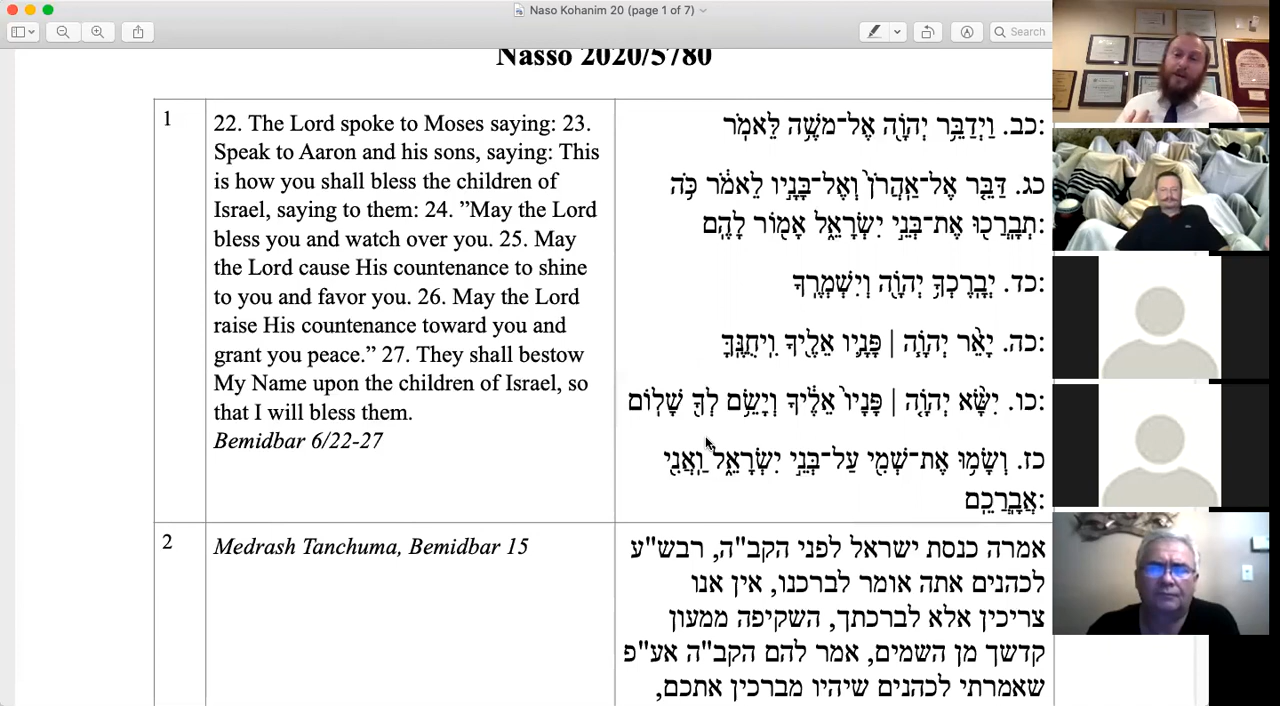 Naso Kohanim 20 (page 1 of 7)
Search
Nasso 2020/5780
1
22. The Lord spoke to Moses saying: 23.
Speak to Aaron and his sons, saying: This
is how you shall bless the children of
Israel, saying to them: 24. ”May the Lord
bless you and watch over you. 25. May
the Lord cause His countenance to shine
to you and favor you. 26. May the Lord
raise His countenance toward you and
grant you peace.” 27. They shall bestow
My Name upon the children of Israel, so
that I will bless them.
Bemidbar 6/22-27
כב. וַיְדַבֵּ֥ר יְהֹוָ֖ה אֶל־משֶׁ֥ה לֵּאמֹֽר:
כג. דַּבֵּ֤ר אֶל־אַֽהֲרֹן֙ וְאֶל־בָּנָ֣יו לֵאמֹ֔ר כֹּ֥ה
תְבָֽרֲכ֖וּ אֶת־בְּנֵ֣י יִשְׂרָאֵ֑ל אָמ֖וֹר לָהֶֽם:
כד. יְבָֽרֶכְךָ֥ יְהֹוָ֖ה וְיִשְׁמְרֶֽךָ:
כה. יָאֵ֨ר יְהֹוָ֧ה | פָּנָ֛יו אֵלֶ֖יךָ וִֽיחֻנֶּֽךָּ:
כו. יִשָּׂ֨א יְהֹוָ֤ה | פָּנָיו֙ אֵלֶ֔יךָ וְיָשֵׂ֥ם לְךָ֖ שָׁלֽוֹם:
כז. וְשָׂמ֥וּ אֶת־שְׁמִ֖י עַל־בְּנֵ֣י יִשְׂרָאֵ֑ל וַֽאֲנִ֖י
אֲבָֽרֲכֵֽם:
2
Medrash Tanchuma, Bemidbar 15
אמרה כנסת ישראל לפני הקב"ה, רבש"ע
לכהנים אתה אומר לברכנו, אין אנו
צריכין אלא לברכתך, השקיפה ממעון
קדשך מן השמים, אמר להם הקב"ה אע"פ
שאמרתי לכהנים שיהיו מברכין אתכם,